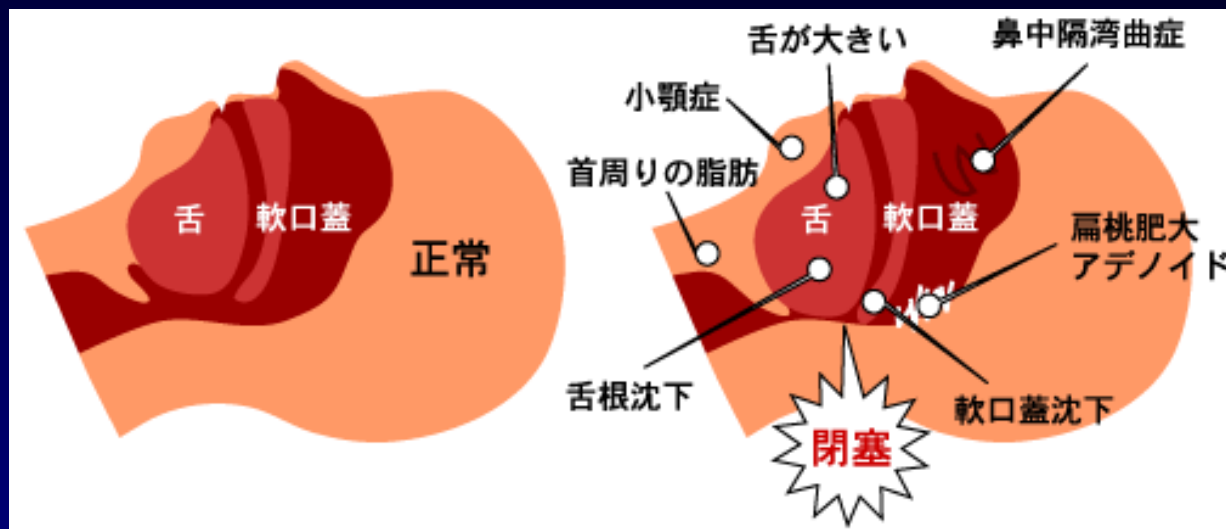 舌
軟口蓋
正常
舌が大きい
鼻中隔湾曲症
小顎症
首周りの脂肪
舌
軟口蓋
扁桃肥大
アデノイド
舌根沈下
軟口蓋沈下
閉塞